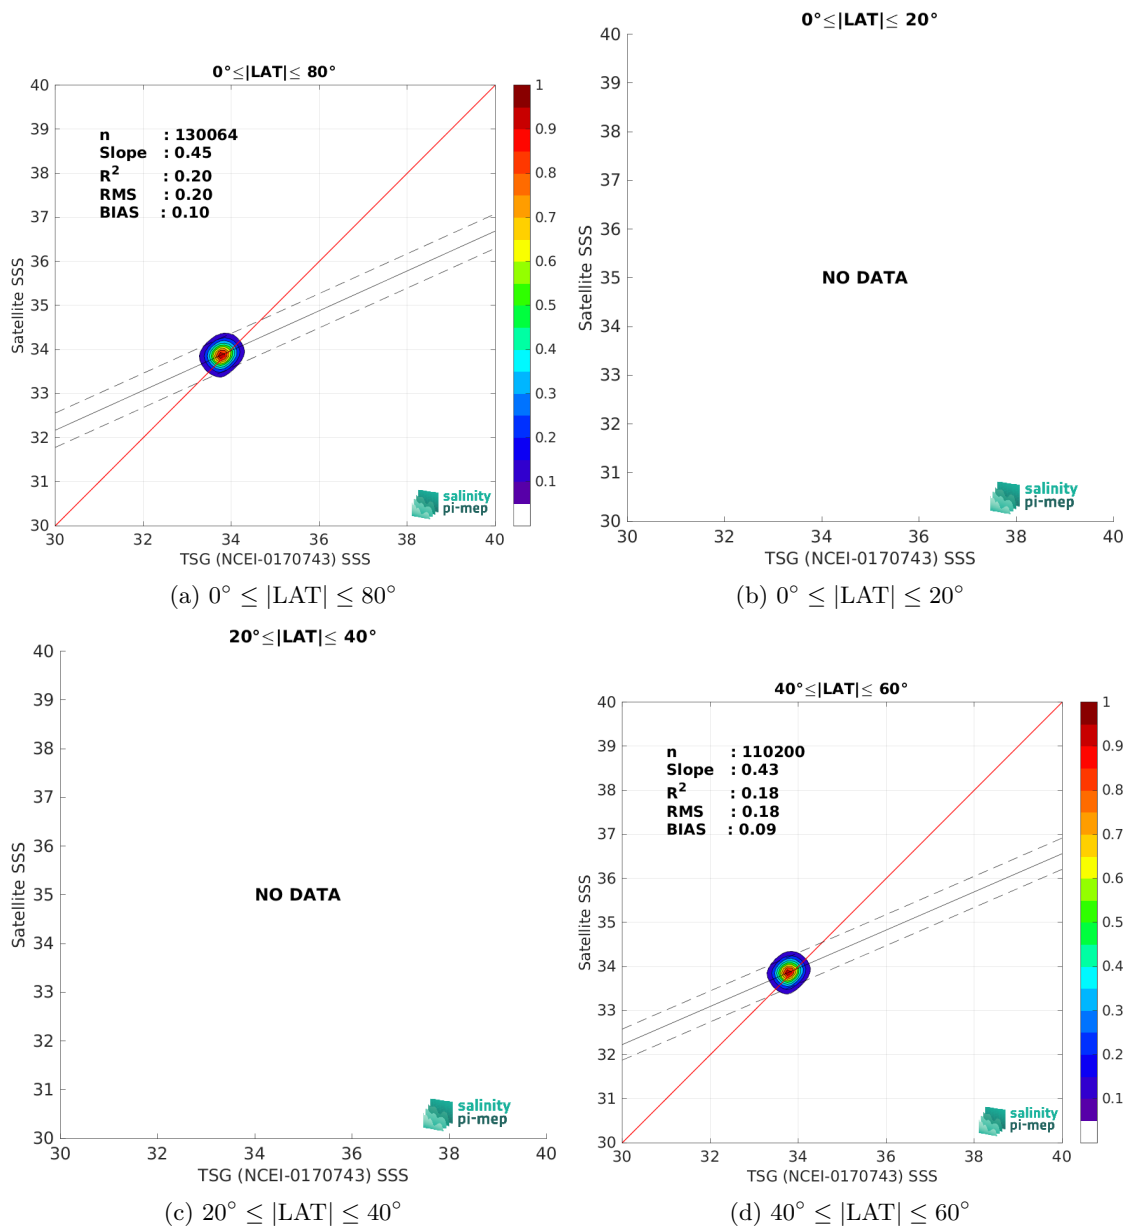 0°≤|LAT|≤ 80°
40
39
38
37
36
35
34
33
32
31
30
Satellite SSS
n : 130064
Slope : 0.45
R² : 0.20
RMS : 0.20
BIAS : 0.10
salinity
pi-mep
30 32 34 36 38 40
TSG (NCEI-0170743) SSS
1
0.9
0.8
0.7
0.6
0.5
0.4
0.3
0.2
0.1
(a) 0° ≤ |LAT| ≤ 80°
0°≤|LAT|≤ 20°
40
39
38
37
36
35
34
33
32
31
30
Satellite SSS
NO DATA
salinity
pi-mep
30 32 34 36 38 40
TSG (NCEI-0170743) SSS
(b) 0° ≤ |LAT| ≤ 20°
20°≤|LAT|≤ 40°
40
39
38
37
36
35
34
33
32
31
30
Satellite SSS
NO DATA
salinity
pi-mep
30 32 34 36 38 40
TSG (NCEI-0170743) SSS
(c) 20° ≤ |LAT| ≤ 40°
40°≤|LAT|≤ 60°
40
39
38
37
36
35
34
33
32
31
30
Satellite SSS
n : 110200
Slope : 0.43
R² : 0.18
RMS : 0.18
BIAS : 0.09
salinity
pi-mep
30 32 34 36 38 40
TSG (NCEI-0170743) SSS
1
0.9
0.8
0.7
0.6
0.5
0.4
0.3
0.2
0.1
(d) 40° ≤ |LAT| ≤ 60°